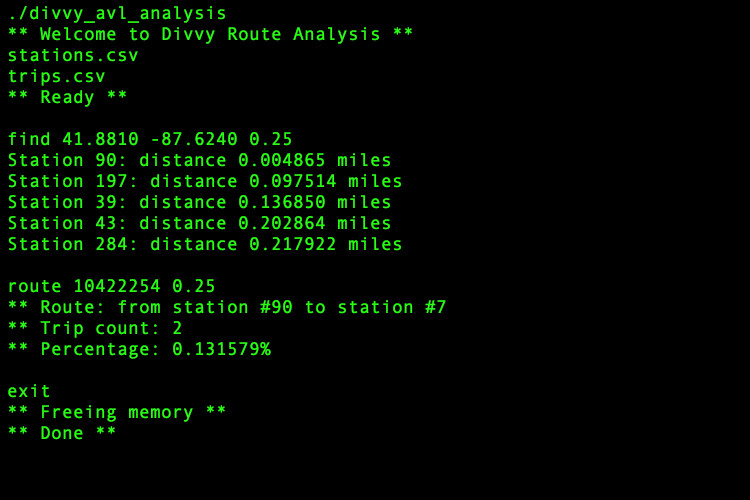 ./divvy_avl_analysis
** Welcome to Divvy Route Analysis **
stations.csv
trips.csv
** Ready **
find 41.8810 -87.6240 0.25
Station 90: distance 0.004865 miles
Station 197: distance 0.097514 miles
Station 39: distance 0.136850 miles
Station 43: distance 0.202864 miles
Station 284: distance 0.217922 miles
route 10422254 0.25
** Route: from station #90 to station #7
** Trip count: 2
** Percentage: 0.131579%
exit
** Freeing memory **
** Done **